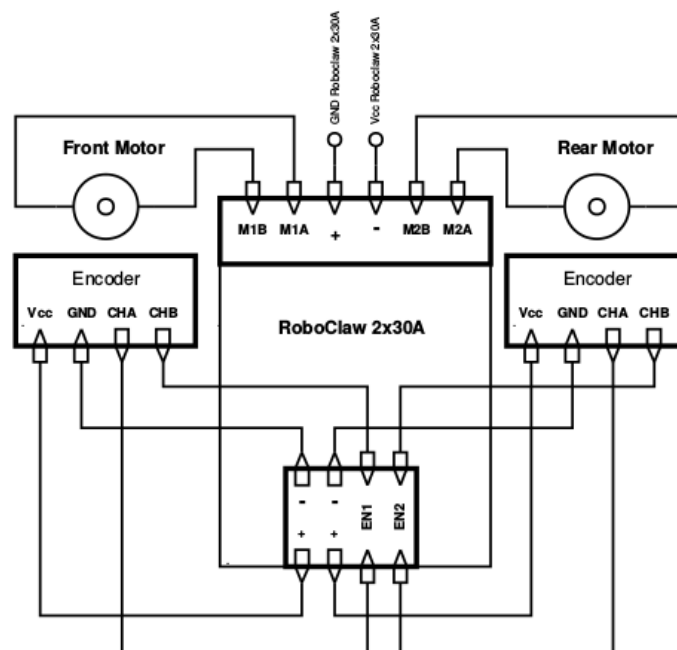 GND Roboclaw 2x30A
Vcc Roboclaw 2x30A
Front Motor
Rear Motor
M1B M1A + - M2B M2A
Encoder
Vcc GND CHA CHB
RoboClaw 2x30A
Encoder
Vcc GND CHA CHB
- - EN1 EN2
+ +